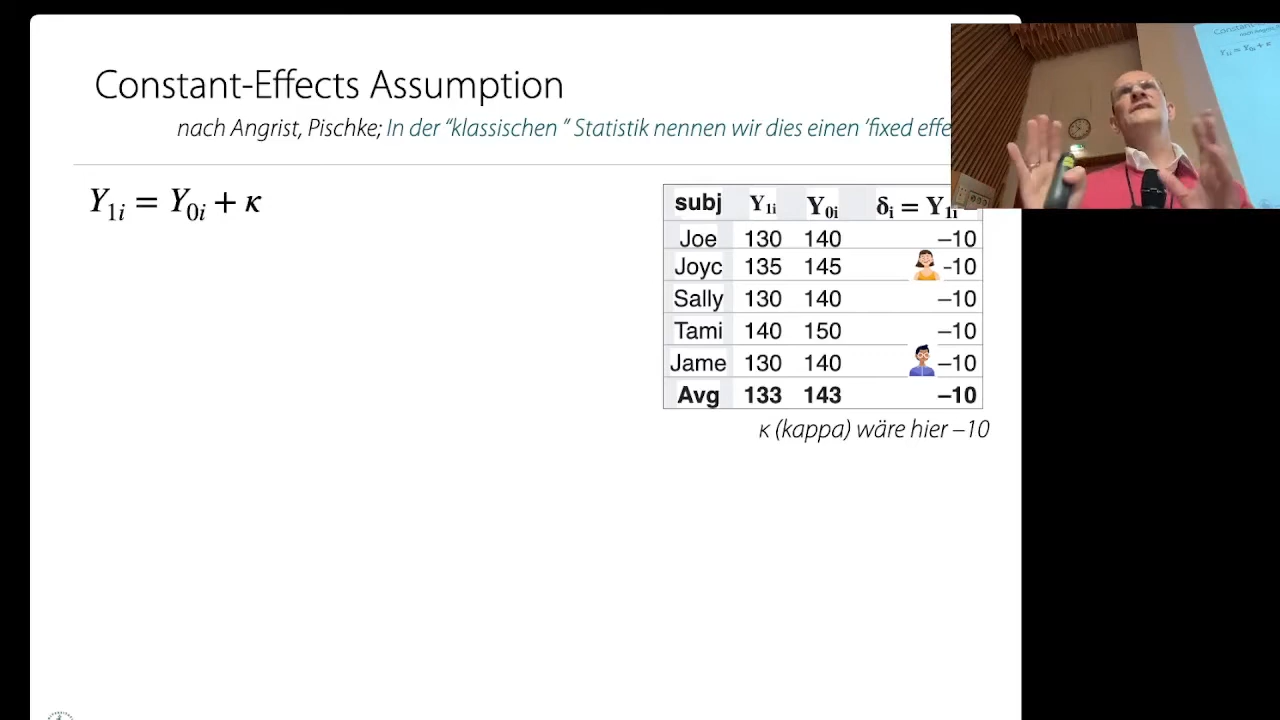 Constant-Effects Assumption
nach Angrist, Pischke; In der “klassischen ” Statistik nennen wir dies einen ’fixed effe
Y₁ᵢ = Y₀ᵢ + κ
subj Y₁ᵢ Y₀ᵢ δᵢ = Y₁ᵢ –
Joe 130 140 –10
Joyc 135 145 -10
Sally 130 140 –10
Tami 140 150 –10
Jame 130 140 –10
Avg 133 143 –10
κ (kappa) wäre hier –10
Y₁ᵢ = Y₀ᵢ + κ